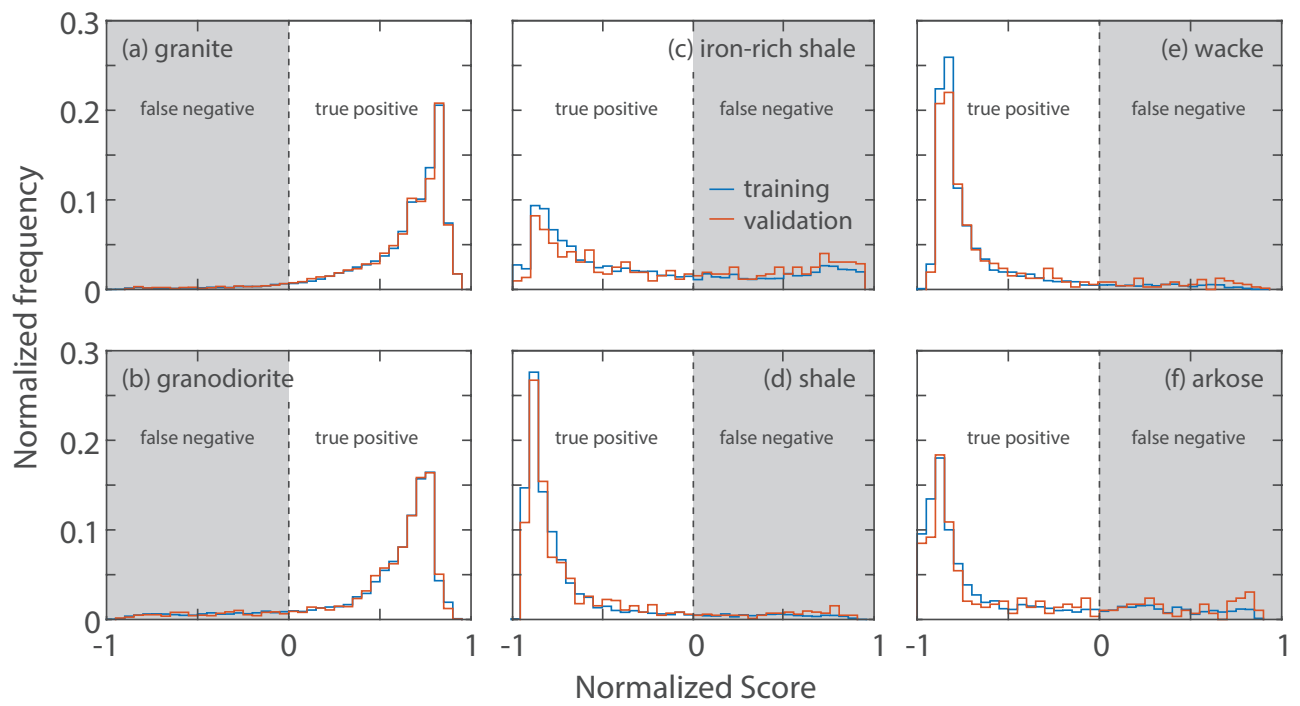 0.3
(a) granite
(c) iron-rich shale
(e) wacke
0.2
false negative
true positive
true positive
false negative
true positive
false negative
0.1
training
validation
0
Normalized frequency
0.3
(b) granodiorite
(d) shale
(f) arkose
0.2
false negative
true positive
true positive
false negative
true positive
false negative
0.1
0
-1
0
1
-1
0
1
-1
0
1
Normalized Score